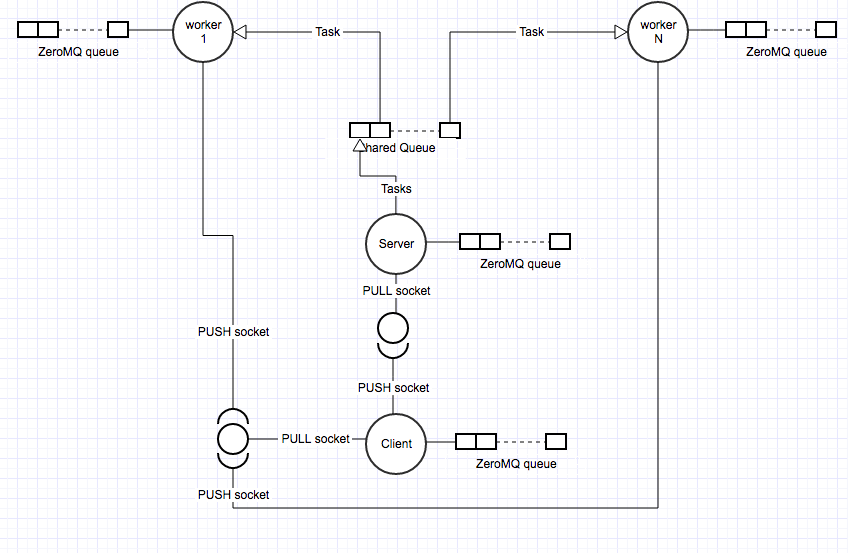 worker
1
Task
Task
worker
N
ZeroMQ queue
ZeroMQ queue
hared Queue
Tasks
Server
ZeroMQ queue
PULL socket
PUSH socket
PUSH socket
PULL socket
Client
ZeroMQ queue
PUSH socket